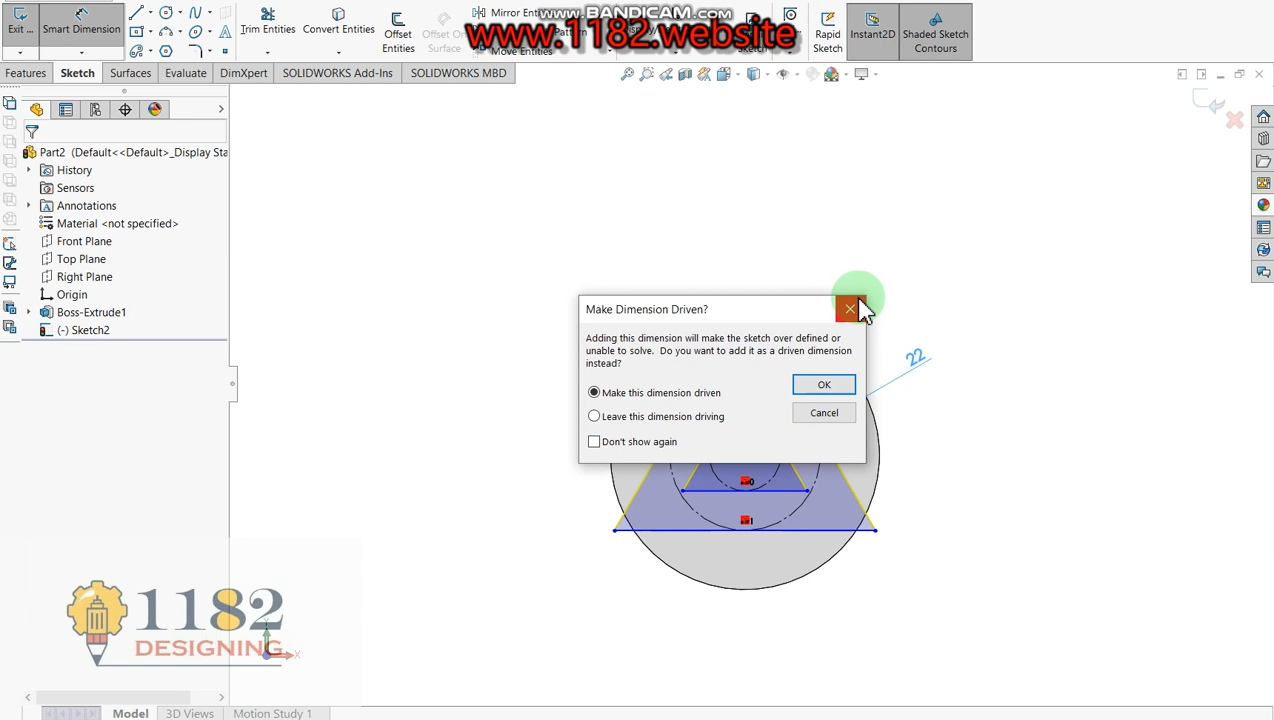 www.BANDICAM.com
www.1182.website
Exit ...
Smart Dimension
Trim Entities
Convert Entities
Offset Entities
Offset On
Mirror Entities
Move Entities
Rapid Sketch
Instant2D
Shaded Sketch Contours
Features
Sketch
Surfaces
Evaluate
DimXpert
SOLIDWORKS Add-Ins
SOLIDWORKS MBD
Part2 (Default<<Default>_Display Sta
History
Sensors
Annotations
Material <not specified>
Front Plane
Top Plane
Right Plane
Origin
Boss-Extrude1
(-) Sketch2
Make Dimension Driven?
Adding this dimension will make the sketch over defined or
unable to solve. Do you want to add it as a driven dimension
instead?
Make this dimension driven
OK
Leave this dimension driving
Cancel
Don't show again
22
0
1
1182
DESIGNING
Y
X
Model
3D Views
Motion Study 1